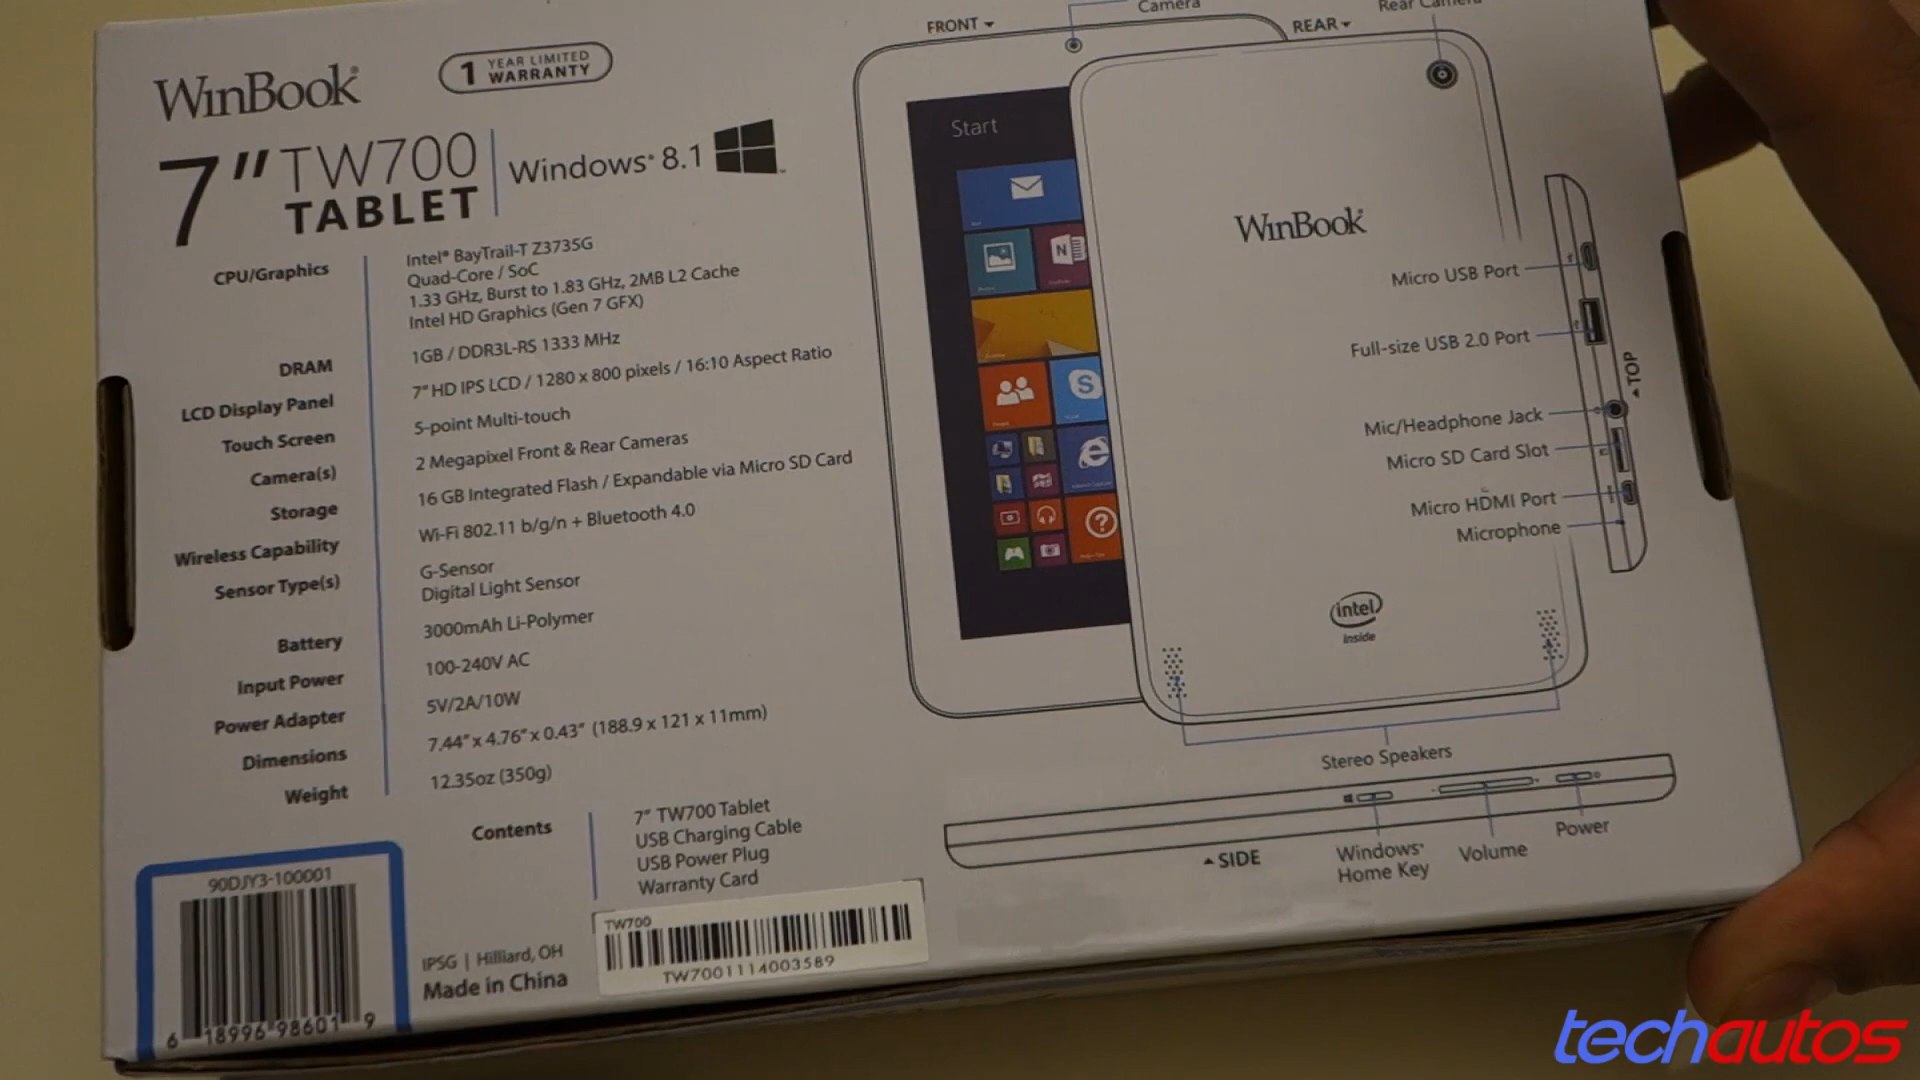 WinBook®
1 YEAR LIMITED WARRANTY
7" TW700 TABLET
Windows® 8.1
CPU/Graphics
Intel® BayTrail-T Z3735G
Quad-Core / SoC
1.33 GHz, Burst to 1.83 GHz, 2MB L2 Cache
Intel HD Graphics (Gen 7 GFX)
DRAM
1GB / DDR3L-RS 1333 MHz
LCD Display Panel
7" HD IPS LCD / 1280 x 800 pixels / 16:10 Aspect Ratio
Touch Screen
5-point Multi-touch
Camera(s)
2 Megapixel Front & Rear Cameras
Storage
16 GB Integrated Flash / Expandable via Micro SD Card
Wireless Capability
Wi-Fi 802.11 b/g/n + Bluetooth 4.0
Sensor Type(s)
G-Sensor
Digital Light Sensor
Battery
3000mAh Li-Polymer
Input Power
100-240V AC
Power Adapter
5V/2A/10W
Dimensions
7.44" x 4.76" x 0.43" (188.9 x 121 x 11mm)
Weight
12.35oz (350g)
Contents
7" TW700 Tablet
USB Charging Cable
USB Power Plug
Warranty Card
90DJY3-100001
6 18996 98601 9
IPSG | Hilliard, OH
Made in China
TW700
TW7001114003589
FRONT
Camera
REAR
Rear Camera
Start
WinBook®
Micro USB Port
Full-size USB 2.0 Port
TOP
Mic/Headphone Jack
Micro SD Card Slot
Micro HDMI Port
Microphone
intel
inside
Stereo Speakers
SIDE
Windows®
Home Key
Volume
Power
techautos